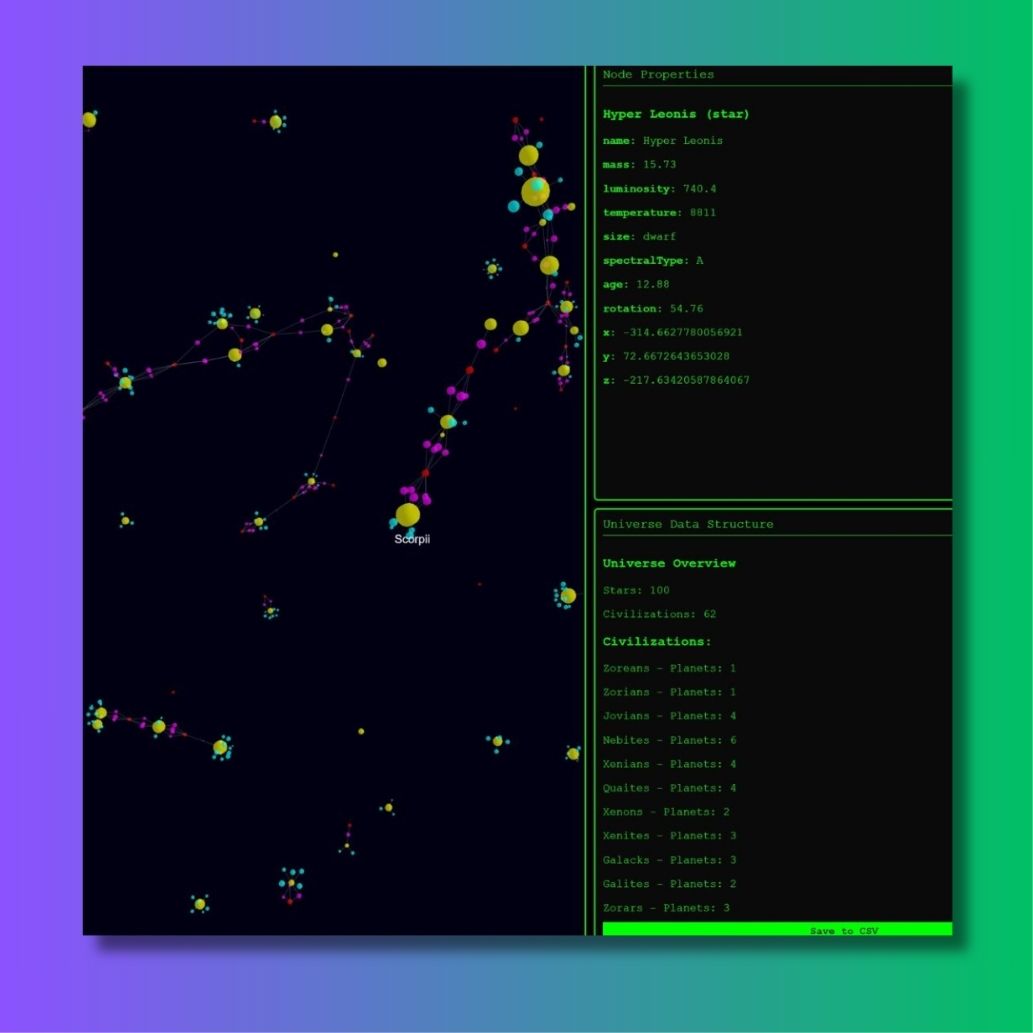 Scorpii
Node Properties
Hyper Leonis (star)
name: Hyper Leonis
mass: 15.73
luminosity: 740.4
temperature: 8811
size: dwarf
spectralType: A
age: 12.88
rotation: 54.76
x: -314.6627780056921
y: 72.6672643653028
z: -217.63420587864067
Universe Data Structure
Universe Overview
Stars: 100
Civilizations: 62
Civilizations:
Zoreans - Planets: 1
Zorians - Planets: 1
Jovians - Planets: 4
Nebites - Planets: 6
Xenians - Planets: 4
Quaites - Planets: 4
Xenons - Planets: 2
Xenites - Planets: 3
Galacks - Planets: 3
Galites - Planets: 2
Zorars - Planets: 3
Save to CSV